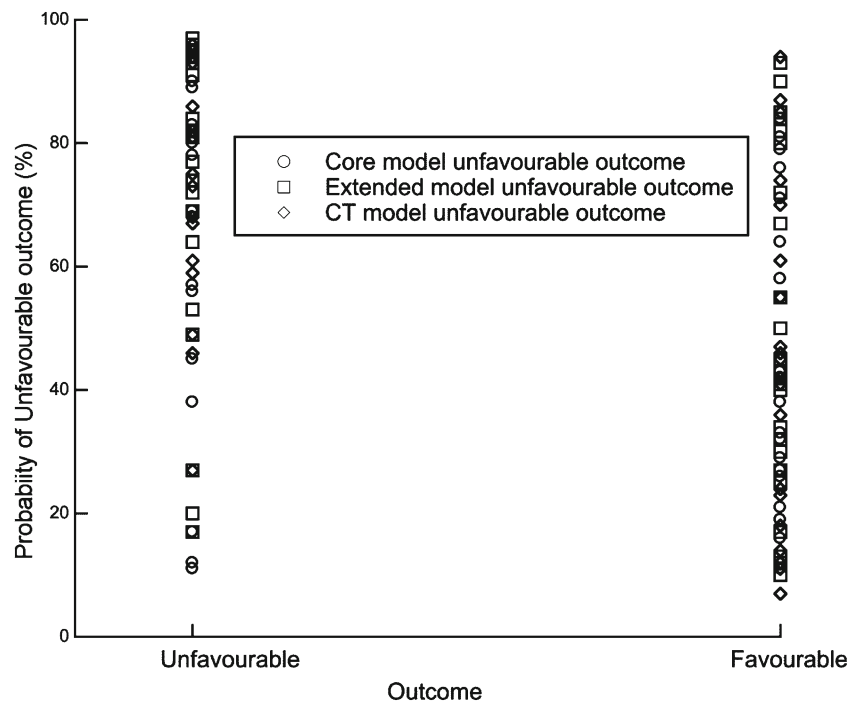 100
80
60
40
20
0
Probabiity of Unfavourable outcome (%)
Core model unfavourable outcome
Extended model unfavourable outcome
CT model unfavourable outcome
Unfavourable
Favourable
Outcome